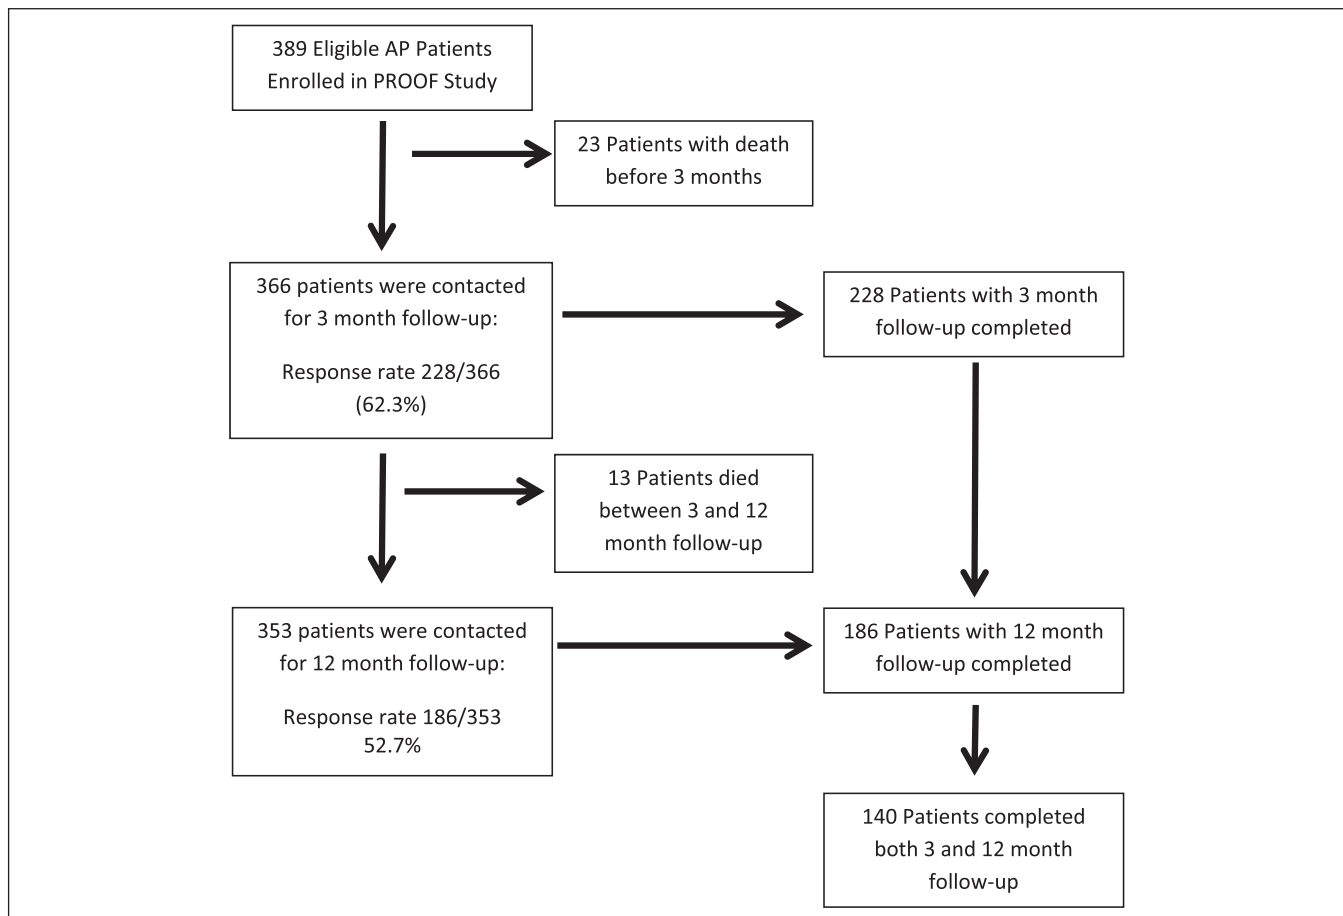 389 Eligible AP Patients
Enrolled in PROOF Study
23 Patients with death
before 3 months
366 patients were contacted
for 3 month follow-up:
Response rate 228/366
(62.3%)
228 Patients with 3 month
follow-up completed
13 Patients died
between 3 and 12
month follow-up
353 patients were contacted
for 12 month follow-up:
Response rate 186/353
52.7%
186 Patients with 12 month
follow-up completed
140 Patients completed
both 3 and 12 month
follow-up